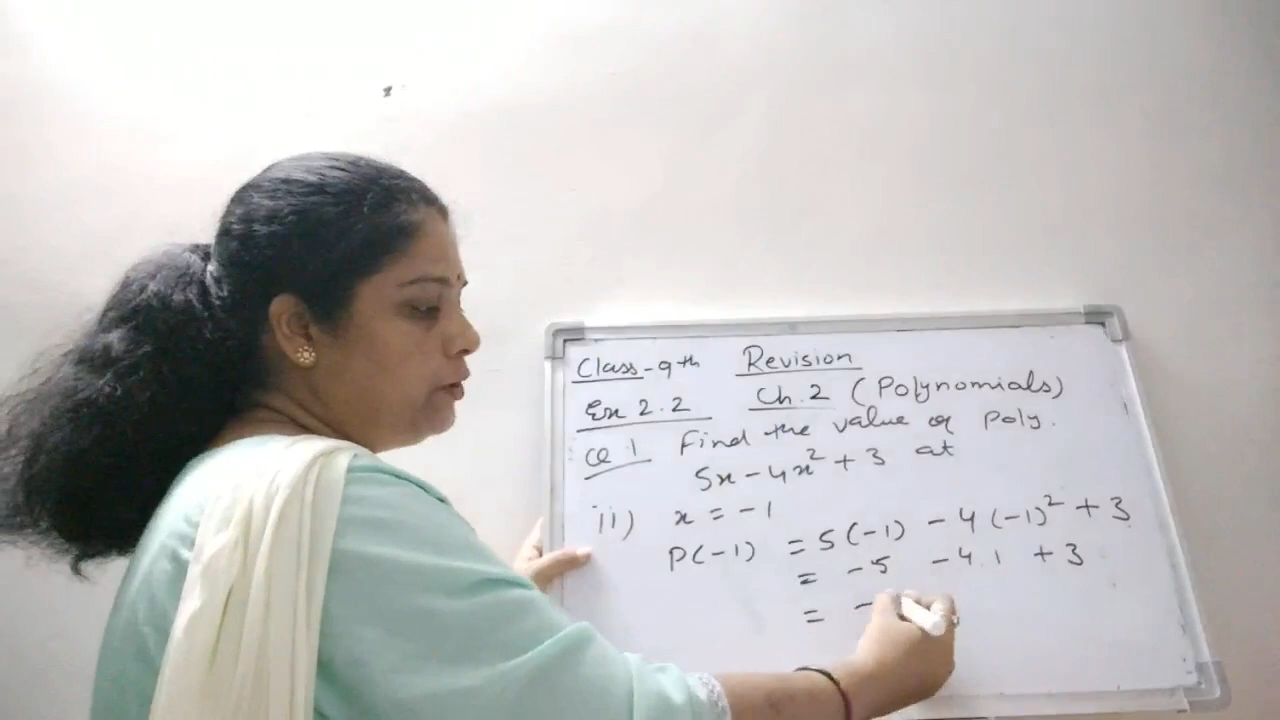 Class-9th Revision
Ex 2.2 Ch.2 (Polynomials)
Q 1 Find the value of poly.
5x - 4x² + 3 at
ii) x = -1
P(-1) = 5(-1) - 4(-1)² + 3
= -5 - 4.1 + 3
= -